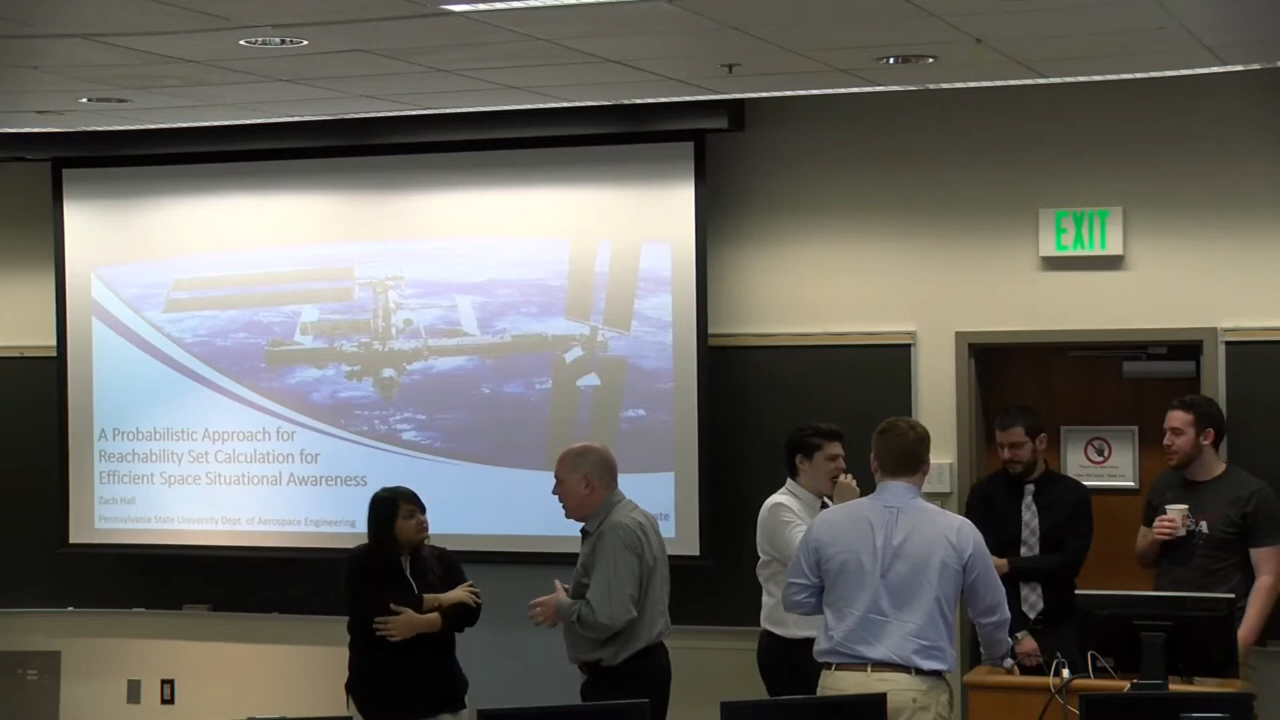 EXIT
A Probabilistic Approach for
Reachability Set Calculation for
Efficient Space Situational Awareness
Zach Hall
Pennsylvania State University Dept. of Aerospace Engineering